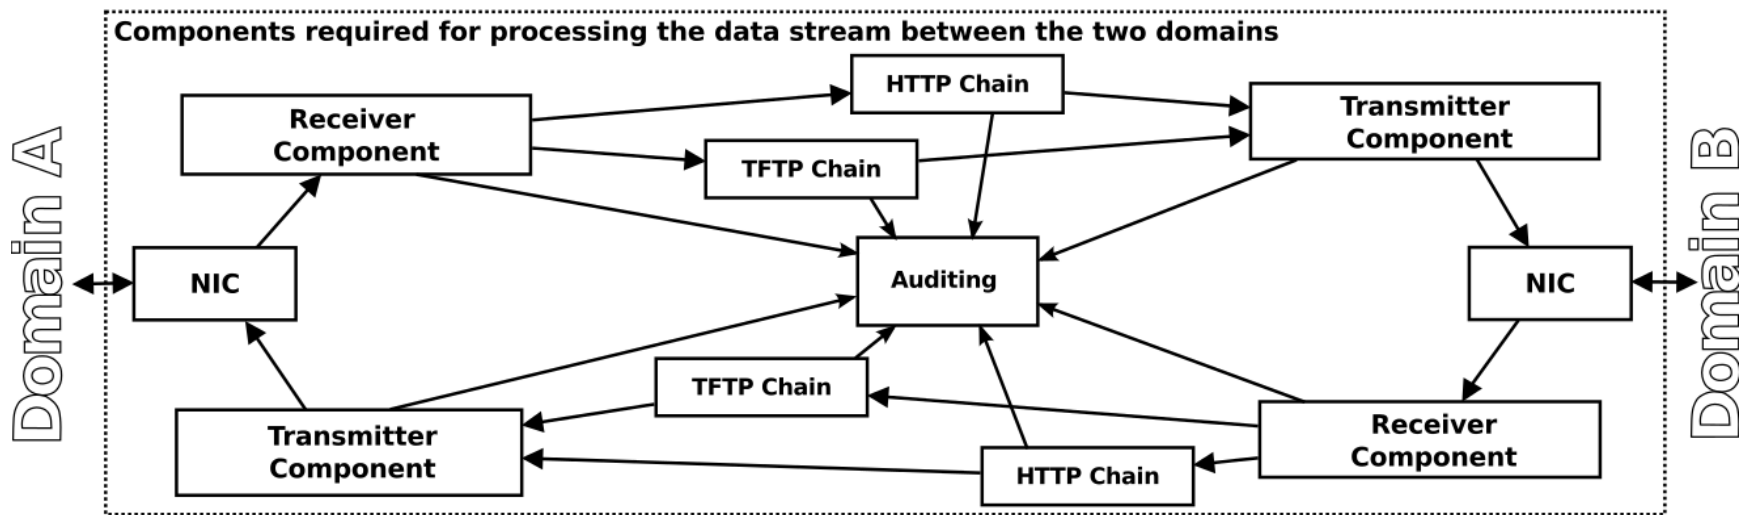 Components required for processing the data stream between the two domains
HTTP Chain
Receiver
Component
Transmitter
Component
TFTP Chain
Domain A
NIC
Auditing
NIC
Domain B
TFTP Chain
Transmitter
Component
Receiver
Component
HTTP Chain